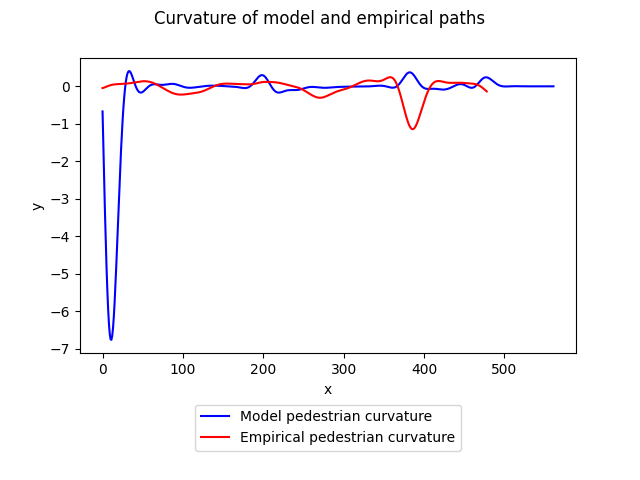 Curvature of model and empirical paths
0
−1
−2
−3
−4
−5
−6
−7
y
0 100 200 300 400 500
x
Model pedestrian curvature
Empirical pedestrian curvature